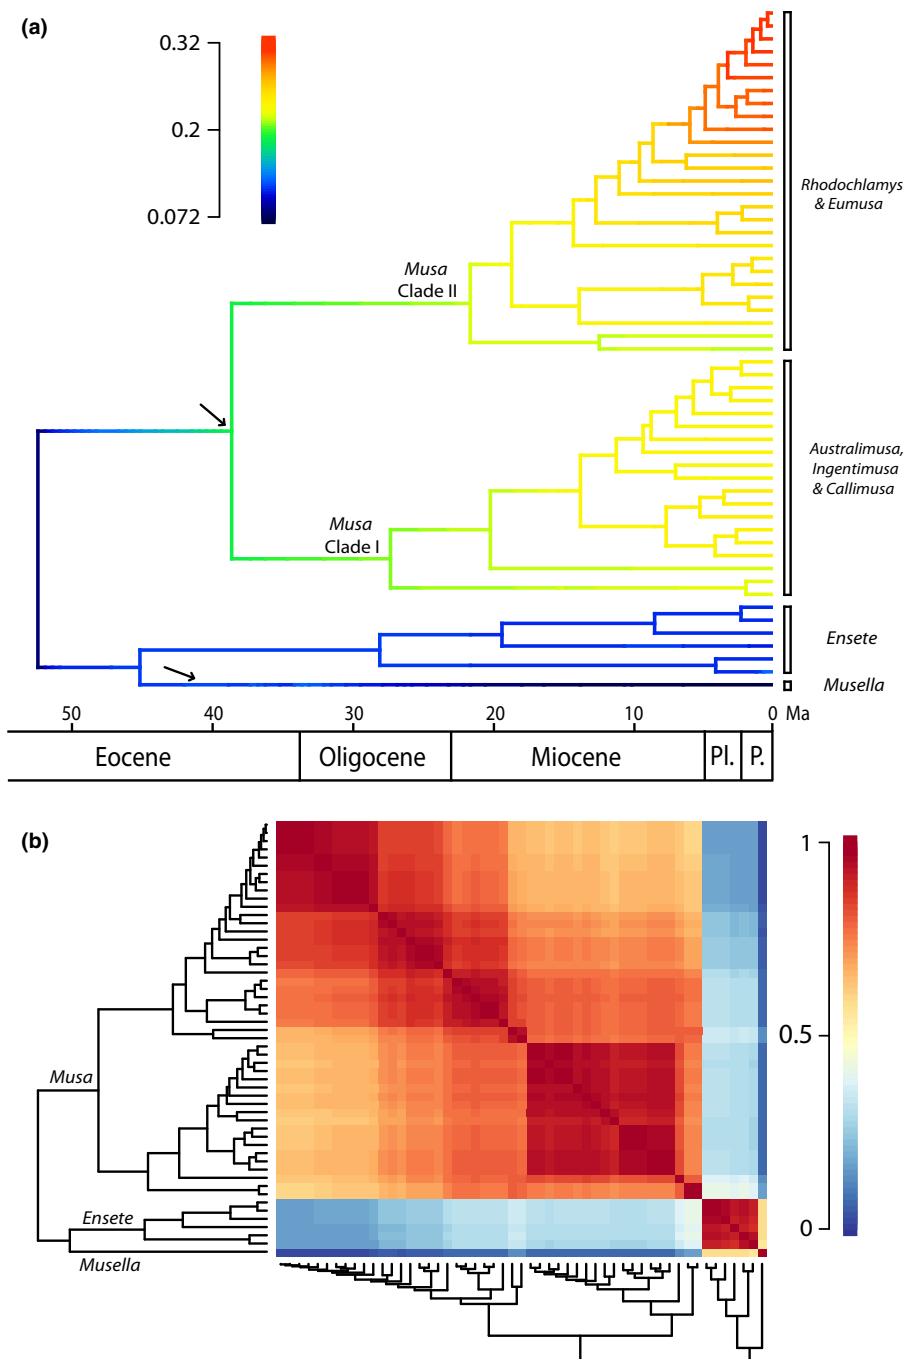 (a)
0.32
0.2
0.072
Rhodochlamys
& Eumusa
Musa
Clade II
Australimusa,
Ingentimusa
& Callimusa
Musa
Clade I
Ensete
Musella
50 40 30 20 10 0 Ma
Eocene Oligocene Miocene Pl. P.
(b)
1
0.5
0
Musa
Ensete
Musella